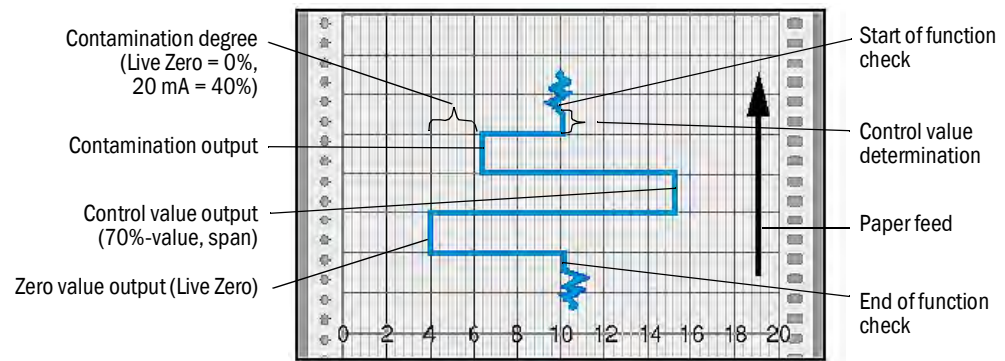 Contamination degree
(Live Zero = 0%,
20 mA = 40%)
Contamination output
Control value output
(70%-value, span)
Zero value output (Live Zero)
Start of function
check
Control value
determination
Paper feed
End of function
check
0 2 4 6 8 10 12 14 16 18 20